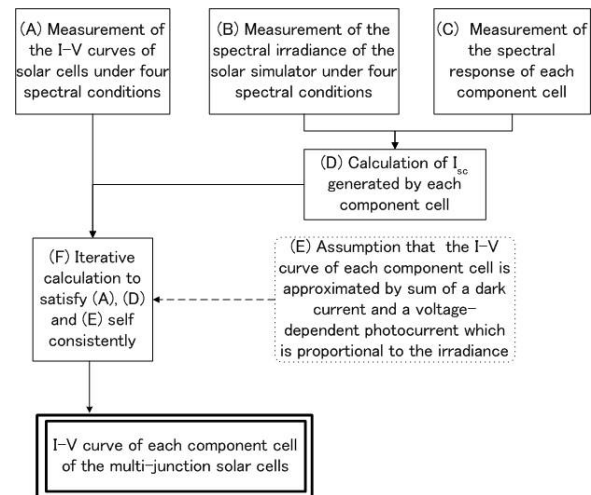 (A) Measurement of
the I-V curves of
solar cells under four
spectral conditions
(B) Measurement of the
spectral irradiance of the
solar simulator under four
spectral conditions
(C) Measurement of
the spectral
response of each
component cell
(D) Calculation of Isc
generated by each
component cell
(E) Assumption that the I-V
curve of each component cell is
approximated by sum of a dark
current and a voltage-
dependent photocurrent which
is proportional to the irradiance
(F) Iterative
calculation to
satisfy (A), (D)
and (E) self
consistently
I-V curve of each component cell
of the multi-junction solar cells